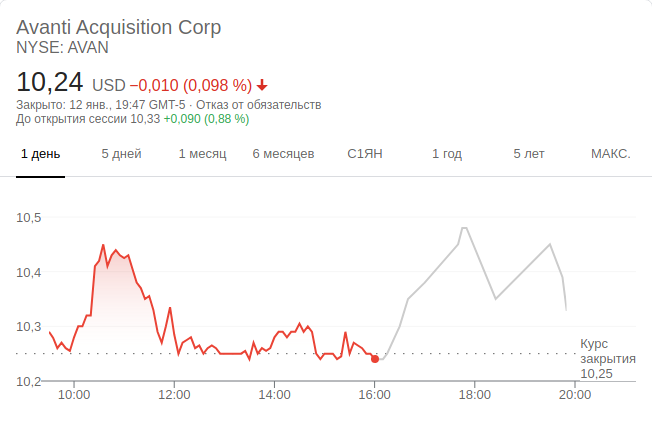 Avanti Acquisition Corp
NYSE: AVAN
10,24 USD −0,010 (0,098 %)
Закрыто: 12 янв., 19:47 GMT-5 · Отказ от обязательств
До открытия сессии 10,33 +0,090 (0,88 %)
1 день 5 дней 1 месяц 6 месяцев С1ЯН 1 год 5 лет МАКС.
10,5
10,4
10,3
Курс
закрытия
10,25
10,2
10:00 12:00 14:00 16:00 18:00 20:00